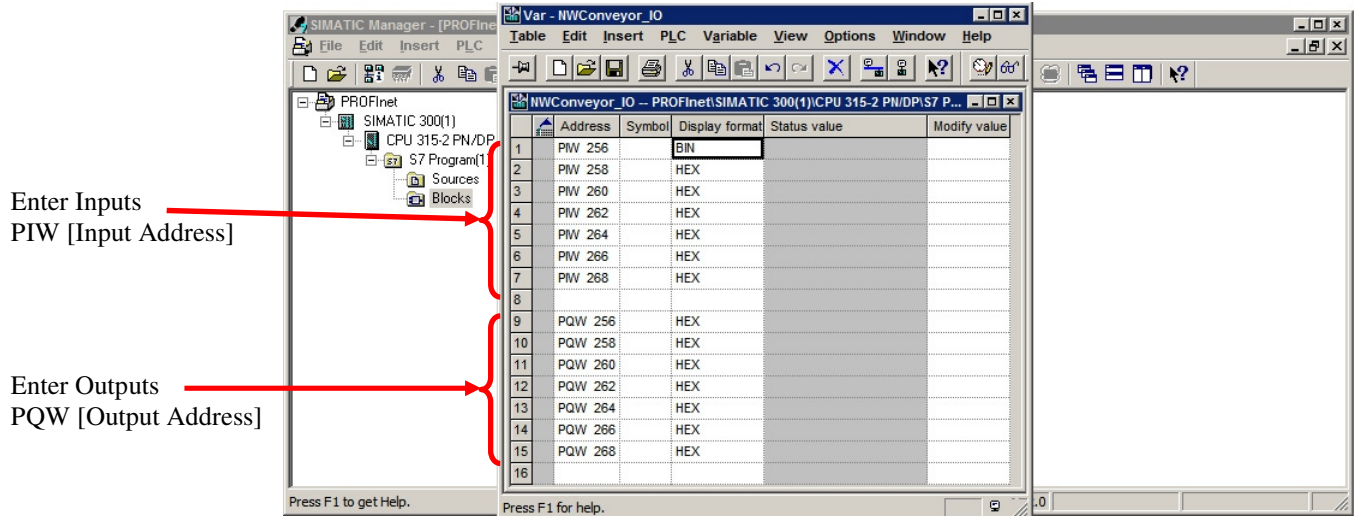 Enter Inputs
PIW [Input Address]
Enter Outputs
PQW [Output Address]
SIMATIC Manager - [PROFIne
File Edit Insert PLC
PROFInet
SIMATIC 300(1)
CPU 315-2 PN/DP
S7 Program(1)
Sources
Blocks
Press F1 to get Help.
Var - NWConveyor_IO
Table Edit Insert PLC Variable View Options Window Help
NWConveyor_IO -- PROFInet\SIMATIC 300(1)\CPU 315-2 PN/DP\S7 P...
Address Symbol Display format Status value Modify value
1 PIW 256 BIN
2 PIW 258 HEX
3 PIW 260 HEX
4 PIW 262 HEX
5 PIW 264 HEX
6 PIW 266 HEX
7 PIW 268 HEX
8
9 PQW 256 HEX
10 PQW 258 HEX
11 PQW 260 HEX
12 PQW 262 HEX
13 PQW 264 HEX
14 PQW 266 HEX
15 PQW 268 HEX
16
Press F1 for help.
.0